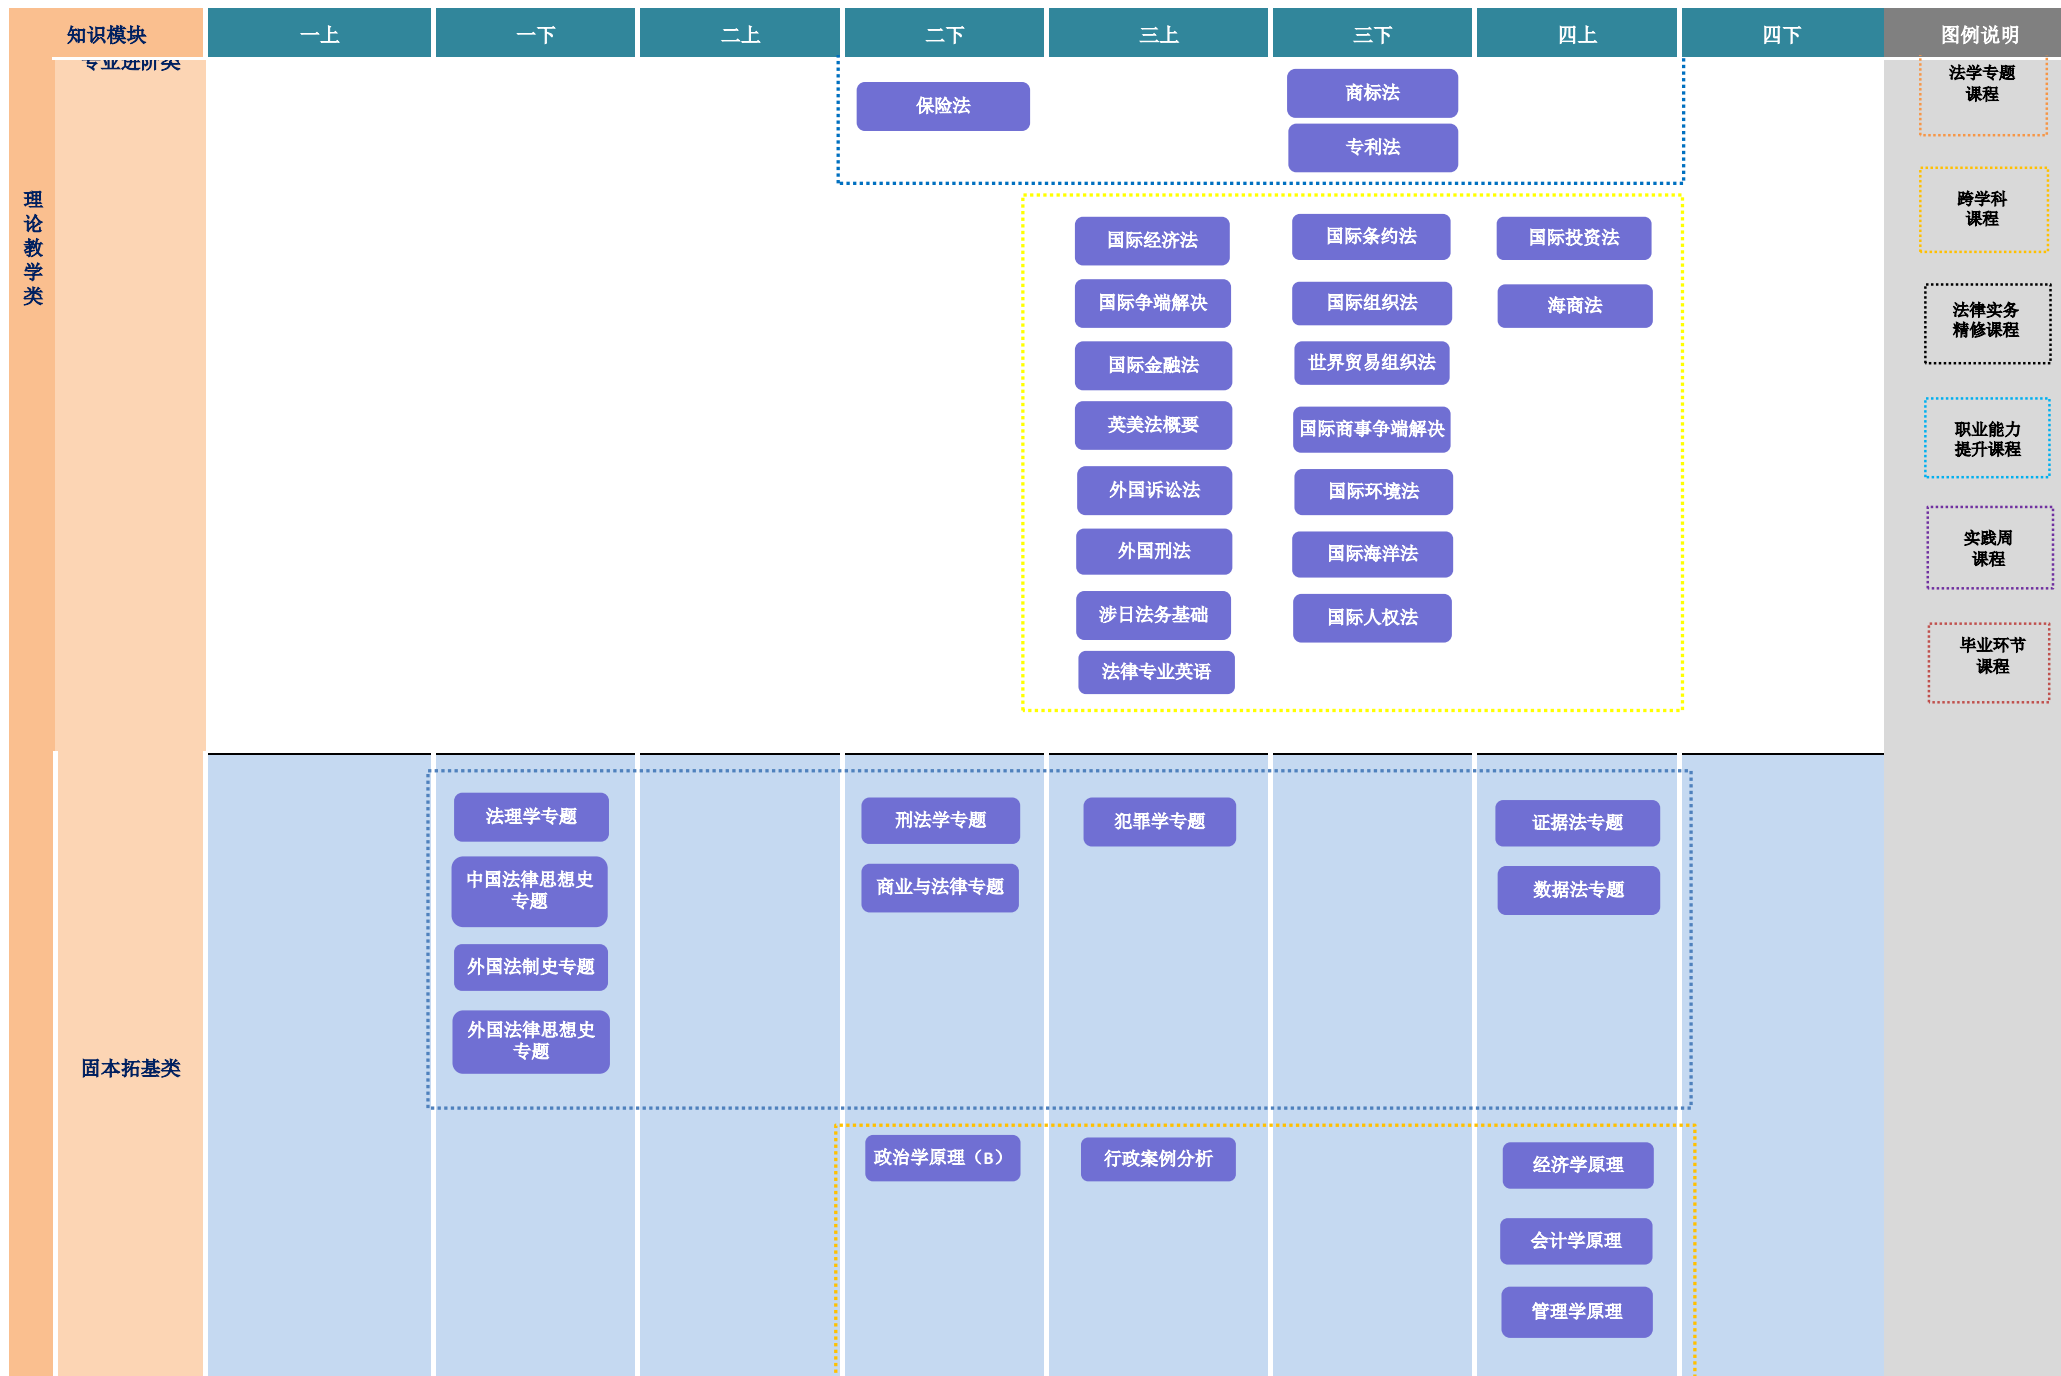 知识模块
一上
一下
二上
二下
三上
三下
四上
四下
图例说明
专业进阶类
理
论
教
学
类
保险法
商标法
专利法
国际经济法
国际条约法
国际投资法
国际争端解决
国际组织法
海商法
国际金融法
世界贸易组织法
英美法概要
国际商事争端解决
外国诉讼法
国际环境法
外国刑法
国际海洋法
涉日法务基础
国际人权法
法律专业英语
法学专题
课程
跨学科
课程
法律实务
精修课程
职业能力
提升课程
实践周
课程
毕业环节
课程
固本拓基类
法理学专题
刑法学专题
犯罪学专题
证据法专题
中国法律思想史
专题
商业与法律专题
数据法专题
外国法制史专题
外国法律思想史
专题
政治学原理（B）
行政案例分析
经济学原理
会计学原理
管理学原理